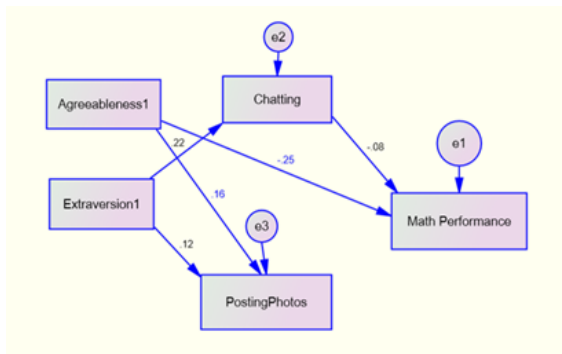 e2
Agreeableness1
Chatting
.22
-.08
e1
-.25
.16
Extraversion1
e3
Math Performance
.12
PostingPhotos